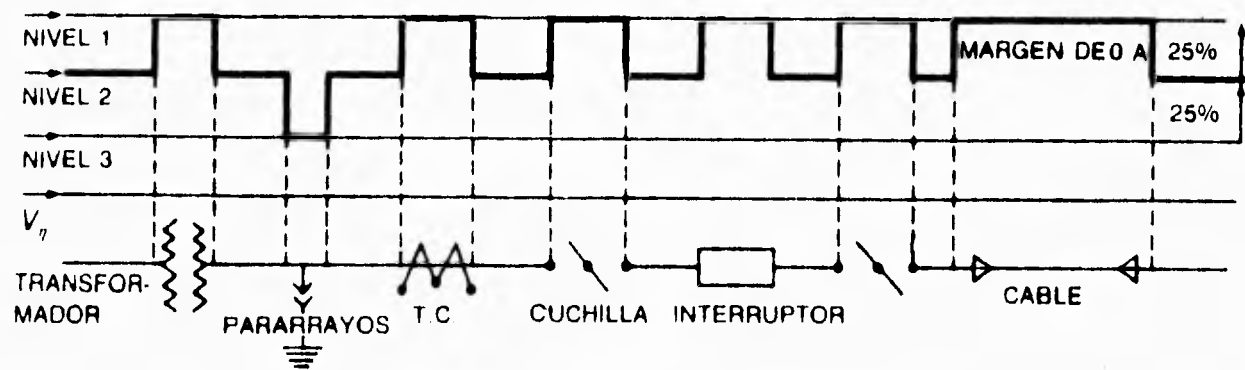 NIVEL 1
MARGEN DE 0 A 25%
NIVEL 2
25%
NIVEL 3
Vη
TRANSFOR-
MADOR
PARARRAYOS
T.C.
CUCHILLA
INTERRUPTOR
CABLE